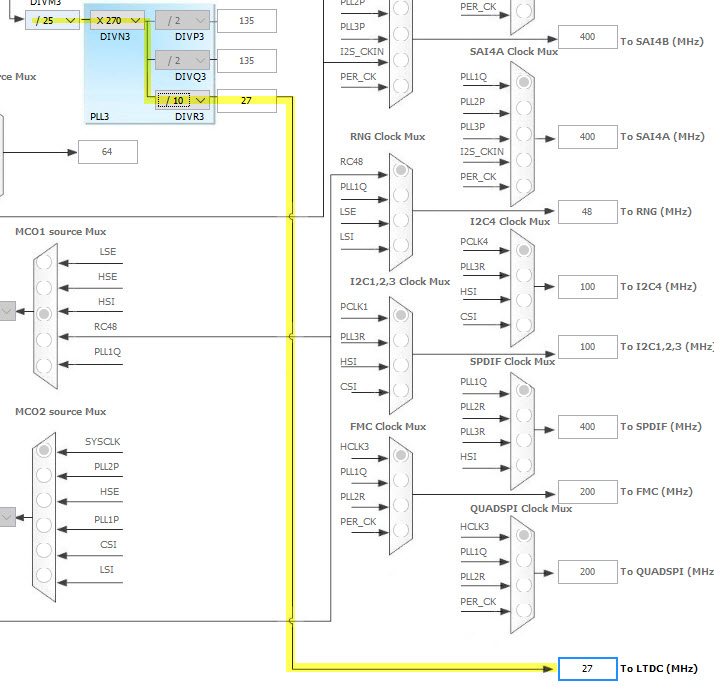 DIVM3
/ 25
X 270
DIVN3
/ 2
DIVP3
135
/ 2
DIVQ3
135
/ 10
DIVR3
27
PLL3
64
MCO1 source Mux
LSE
HSE
HSI
RC48
PLL1Q
MCO2 source Mux
SYSCLK
PLL2P
HSE
PLL1P
CSI
LSI
PLL2P
PLL3P
I2S_CKIN
PER_CK
RNG Clock Mux
RC48
PLL1Q
LSE
LSI
I2C1,2,3 Clock Mux
PCLK1
PLL3R
HSI
CSI
FMC Clock Mux
HCLK3
PLL1Q
PLL2R
PER_CK
PER_CK
400
To SAI4B (MHz)
SAI4A Clock Mux
PLL1Q
PLL2P
PLL3P
I2S_CKIN
PER_CK
400
To SAI4A (MHz)
48
To RNG (MHz)
I2C4 Clock Mux
PCLK4
PLL3R
HSI
CSI
100
To I2C4 (MHz)
100
To I2C1,2,3 (MHz)
SPDIF Clock Mux
PLL1Q
PLL2R
PLL3R
HSI
400
To SPDIF (MHz)
200
To FMC (MHz)
QUADSPI Clock Mux
HCLK3
PLL1Q
PLL2R
PER_CK
200
To QUADSPI (MHz
27
To LTDC (MHz)